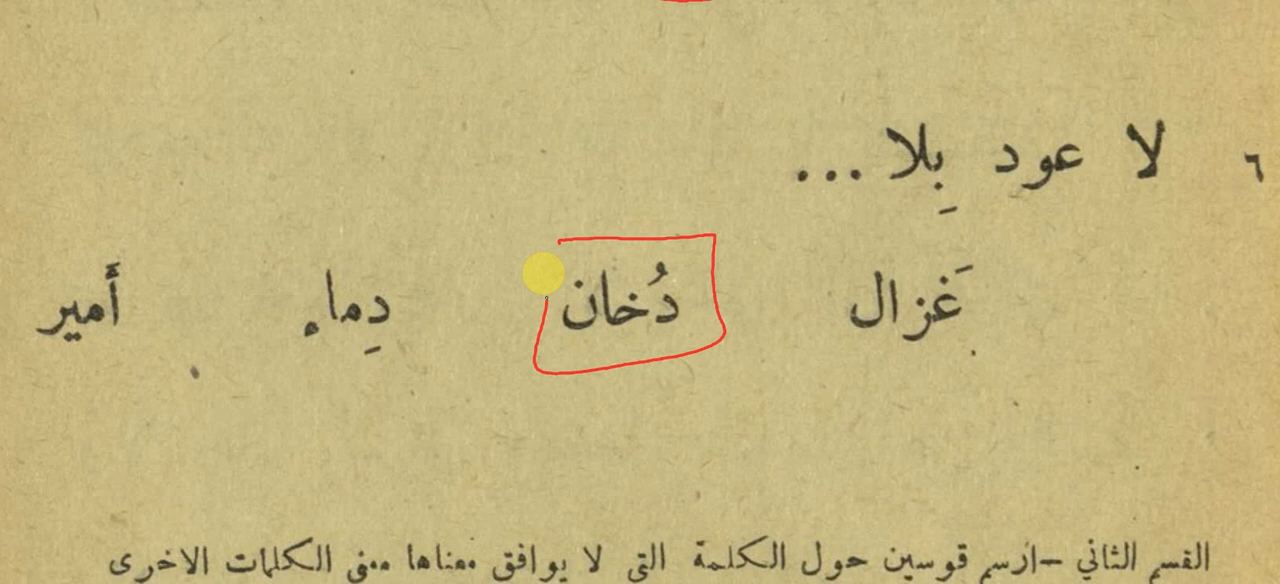 ٦ لا عود بِلا ...
غَزال دُخان دِماء أَمير
القسم الثاني – ارسم قوسين حول الكلمة التي لا يوافق معناها معنى الكلمات الاخرى